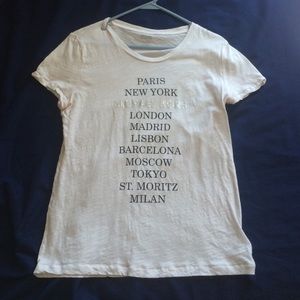 PARIS
NEW YORK
LONDON
MADRID
LISBON
BARCELONA
MOSCOW
TOKYO
ST. MORITZ
MILAN